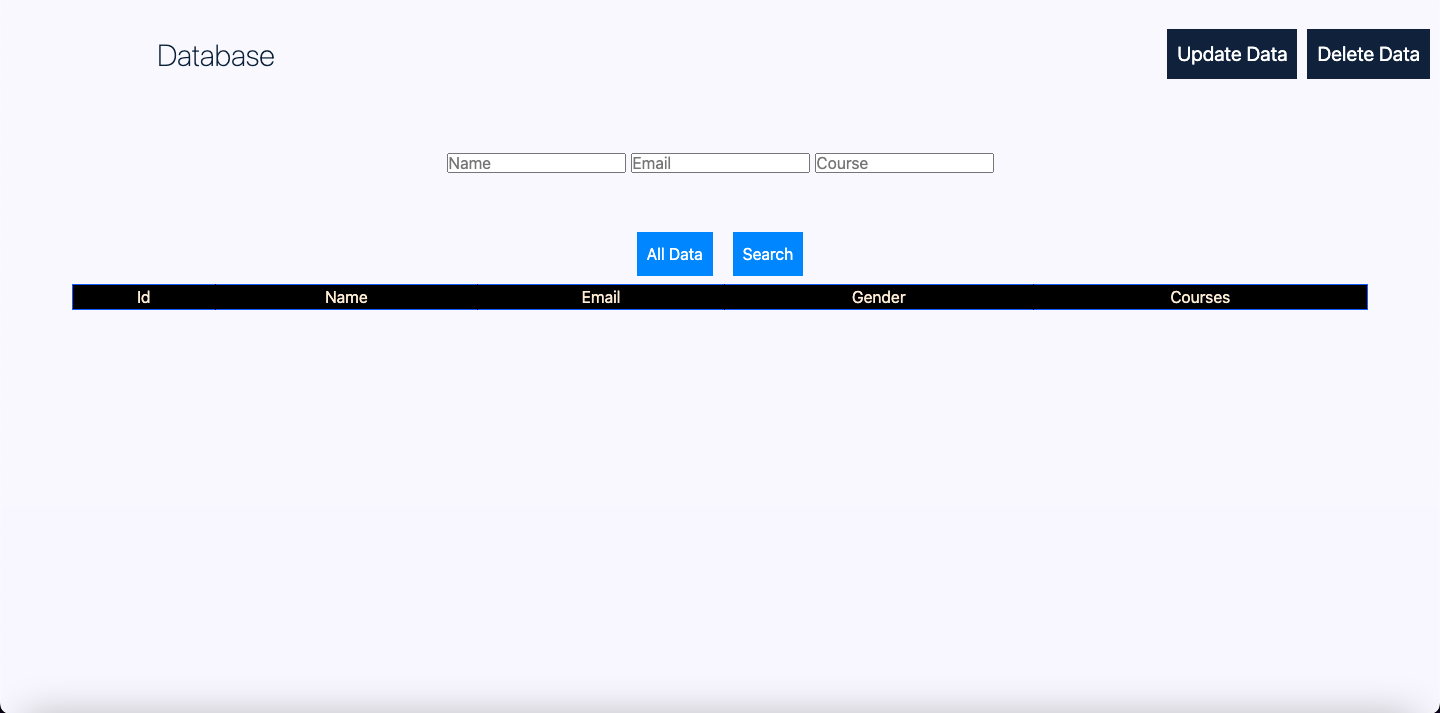 Database
Update Data Delete Data
Name Email Course
All Data Search
Id Name Email Gender Courses